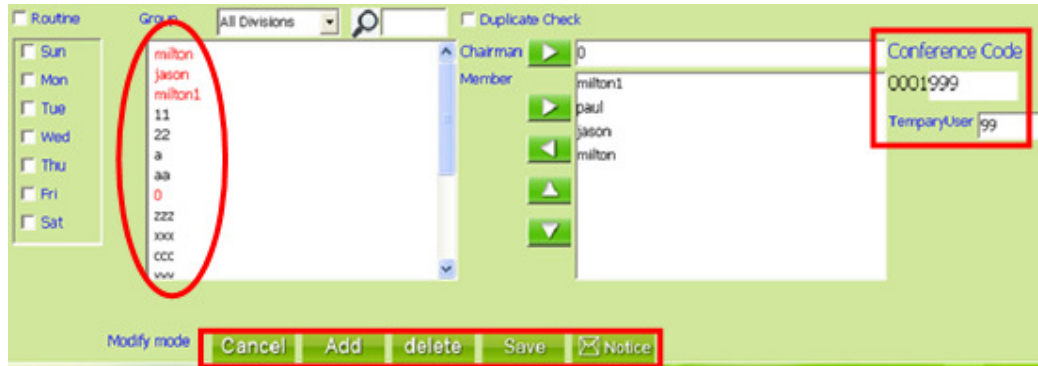 Routine
Group
All Divisions
Duplicate Check
Sun
Mon
Tue
Wed
Thu
Fri
Sat
milton
jason
milton1
11
22
a
aa
0
zzz
xxx
ccc
Chairman
0
Member
milton1
paul
jason
milton
Conference Code
0001999
TemparyUser 99
Modify mode
Cancel
Add
delete
Save
Notice